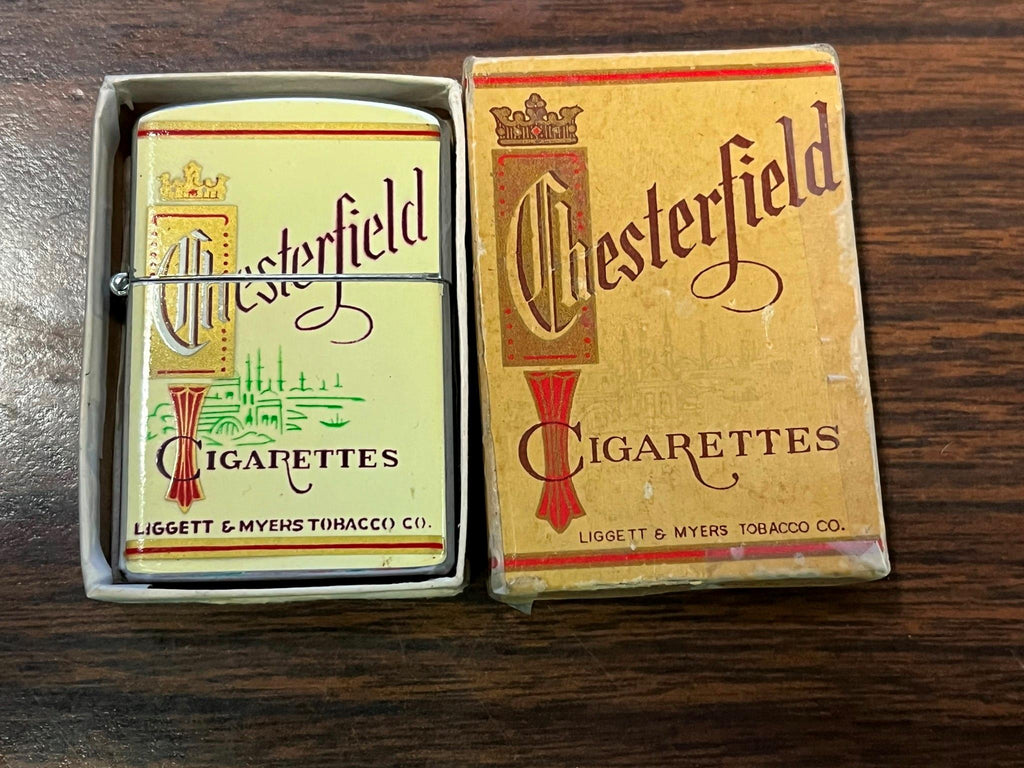 Chesterfield
CIGARETTES
LIGGETT & MYERS TOBACCO CO.
Chesterfield
CIGARETTES
LIGGETT & MYERS TOBACCO CO.